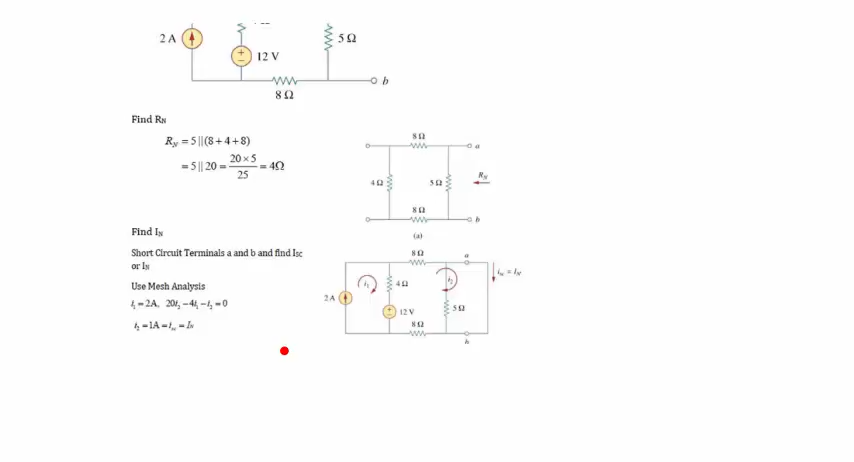 2 A
12 V
5 Ω
8 Ω
b
Find RN
RN = 5 || (8 + 4 + 8)
= 5 || 20 = 20 × 5 / 25 = 4Ω
8 Ω
a
4 Ω
5 Ω
RN
8 Ω
b
(a)
Find IN
Short Circuit Terminals a and b and find ISC
or IN
Use Mesh Analysis
i1 = 2A, 20i2 − 4i1 − i2 = 0
i2 = 1A = isc = IN
8 Ω
a
i1
4 Ω
i2
isc = IN
2 A
12 V
5 Ω
8 Ω
b